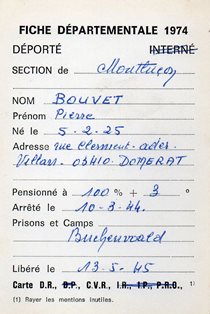 FICHE DÉPARTEMENTALE 1974
DÉPORTÉ INTERNÉ
SECTION de Montluçon
NOM BOUVET
Prénom Pierre
Né le 5-2-25
Adresse rue Clement-ader.
Villars. 03410-DOMERAT
Pensionné à 100 % + 3 °
Arrêté le 10-3-44.
Prisons et Camps
Buchenwald
Libéré le 13.5-45
Carte D.R., D.P., C.V.R., I.R., I.P., P.R.O., 1)
(1) Rayer les mentions inutiles.